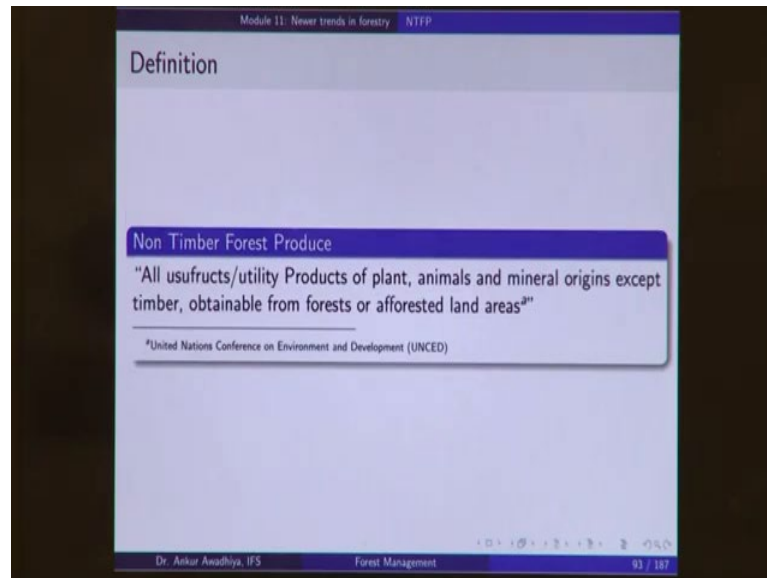 Module 11: Newer trends in forestry NTFP
Definition
Non Timber Forest Produce
"All usufructs/utility Products of plant, animals and mineral origins except
timber, obtainable from forests or afforested land areasª"
ªUnited Nations Conference on Environment and Development (UNCED)
Dr. Ankur Awadhiya, IFS Forest Management 93 / 187